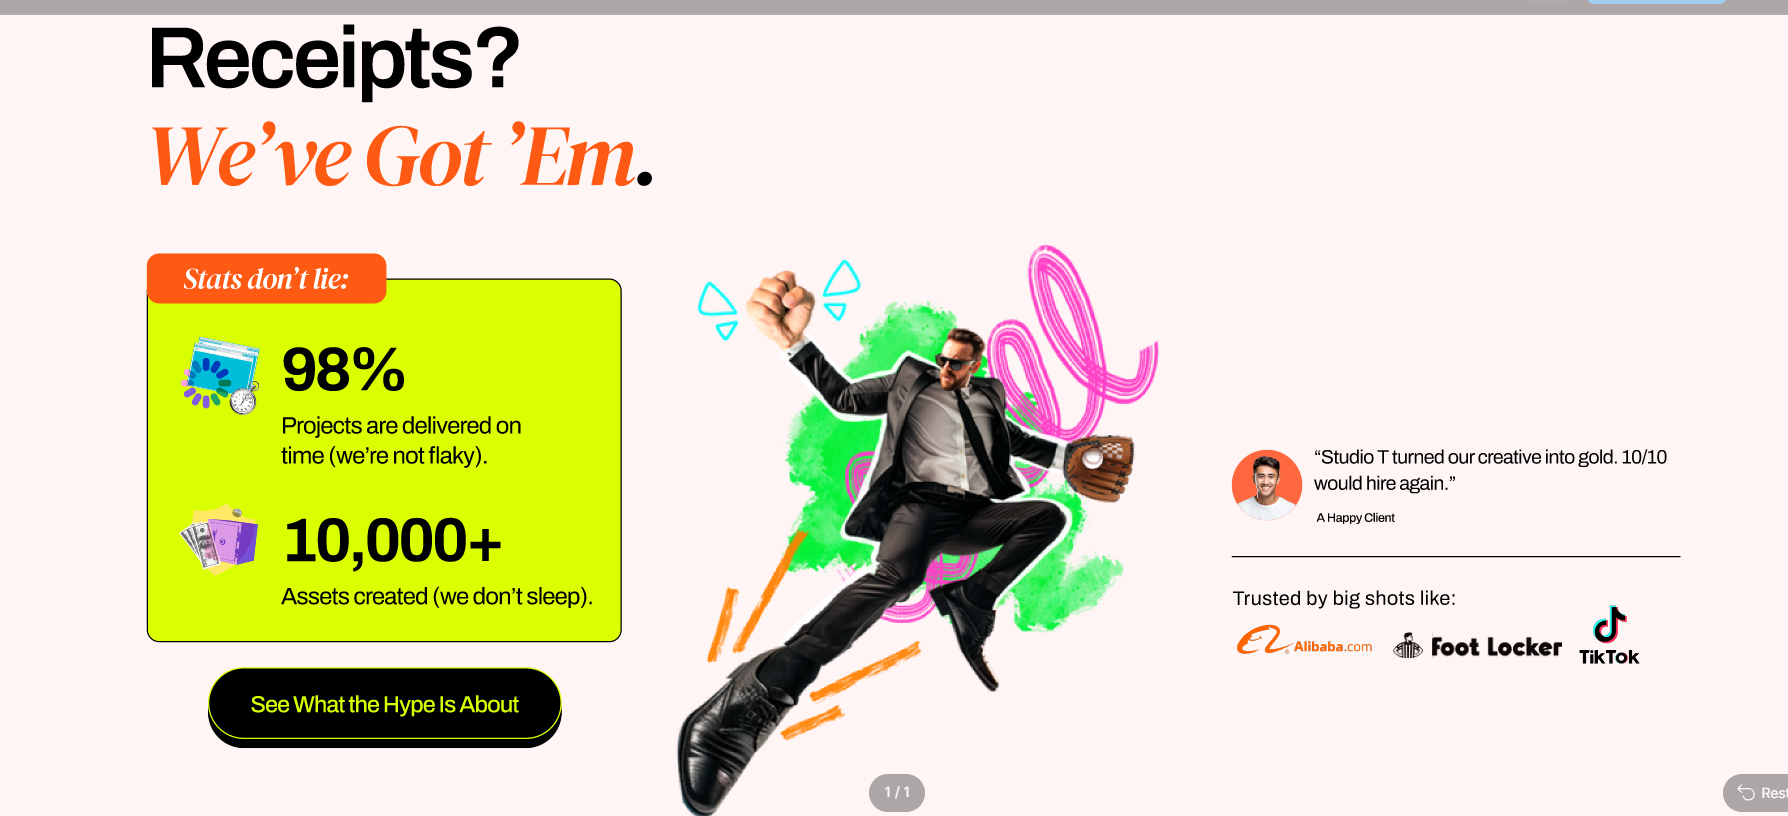 Receipts?
We’ve Got ’Em.
Stats don’t lie:
98%
Projects are delivered on
time (we’re not flaky).
10,000+
Assets created (we don’t sleep).
See What the Hype Is About
“Studio T turned our creative into gold. 10/10
would hire again.”
A Happy Client
Trusted by big shots like:
Alibaba.com
Foot Locker
TikTok
1 / 1